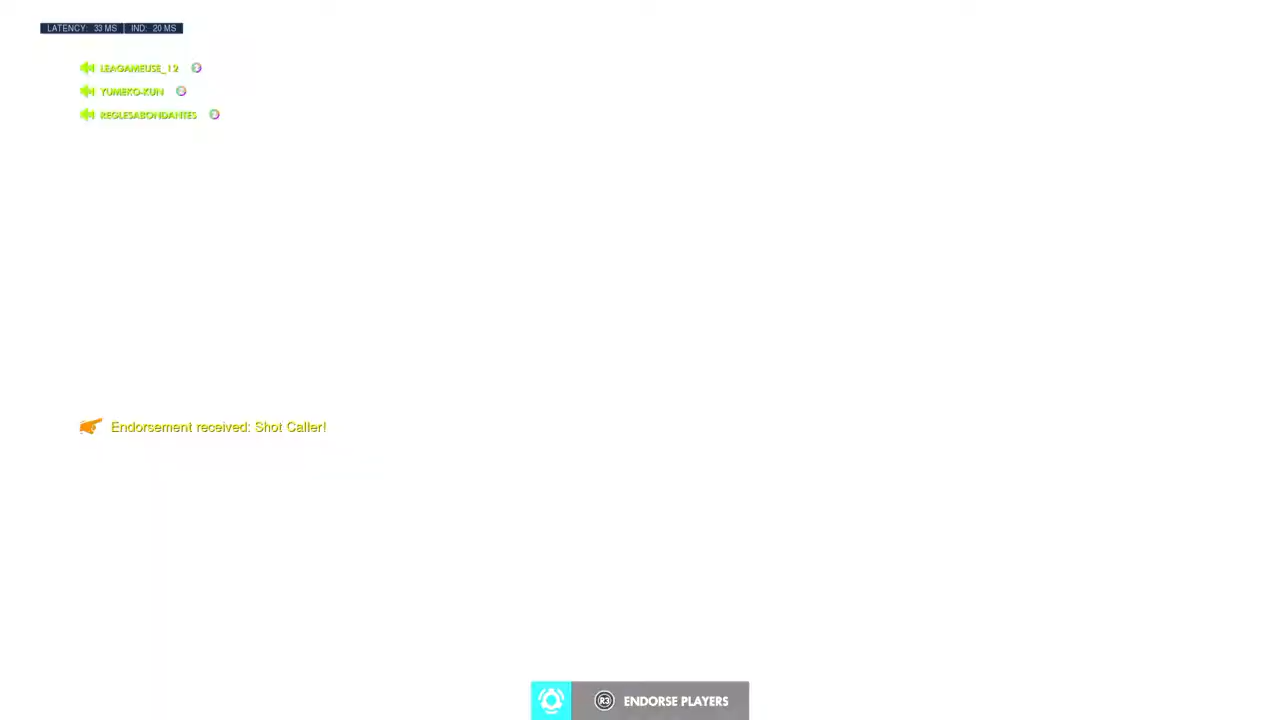 LATENCY: 33 MS | IND: 20 MS
LEAGAMEUSE_12
YUMEKO-KUN
REGLESABONDANTES
Endorsement received: Shot Caller!
R3 ENDORSE PLAYERS